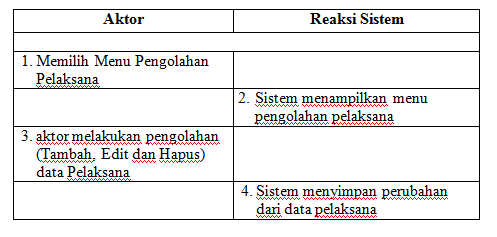 Aktor
Reaksi Sistem
1. Memilih Menu Pengolahan
Pelaksana
2. Sistem menampilkan menu
pengolahan pelaksana
3. aktor melakukan pengolahan
(Tambah, Edit dan Hapus)
data Pelaksana
4. Sistem menyimpan perubahan
dari data pelaksana